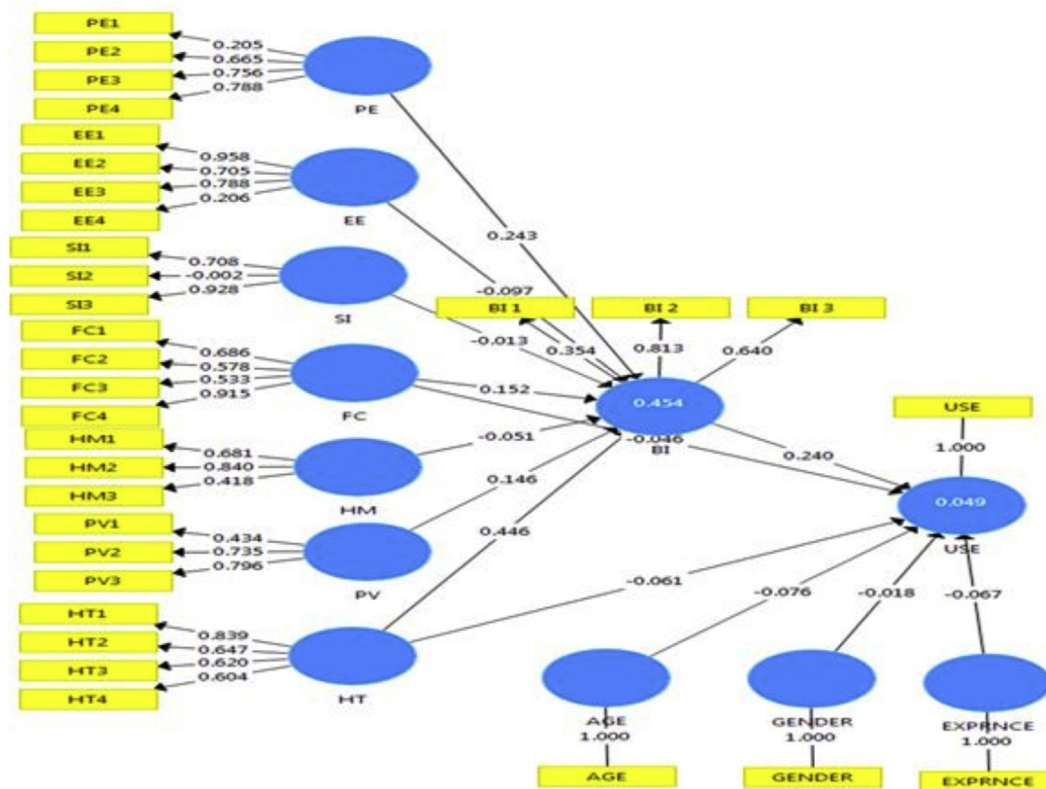 PE1
PE2
PE3
PE4
0.205
0.665
0.756
0.788
PE
EE1
EE2
EE3
EE4
0.958
0.705
0.788
0.206
EE
SI1
SI2
SI3
0.708
-0.002
0.928
SI
FC1
FC2
FC3
FC4
0.686
0.578
0.533
0.915
FC
HM1
HM2
HM3
0.681
0.840
0.418
HM
PV1
PV2
PV3
0.434
0.735
0.796
PV
HT1
HT2
HT3
HT4
0.839
0.647
0.620
0.604
HT
0.243
-0.097
-0.013
0.152
-0.051
0.146
0.446
BI 1
BI 2
BI 3
0.354
0.813
0.640
0.454
BI
-0.046
0.240
USE
1.000
0.049
USE
-0.061
-0.076
-0.018
-0.067
AGE
1.000
AGE
GENDER
1.000
GENDER
EXPRNCE
1.000
EXPRNCE